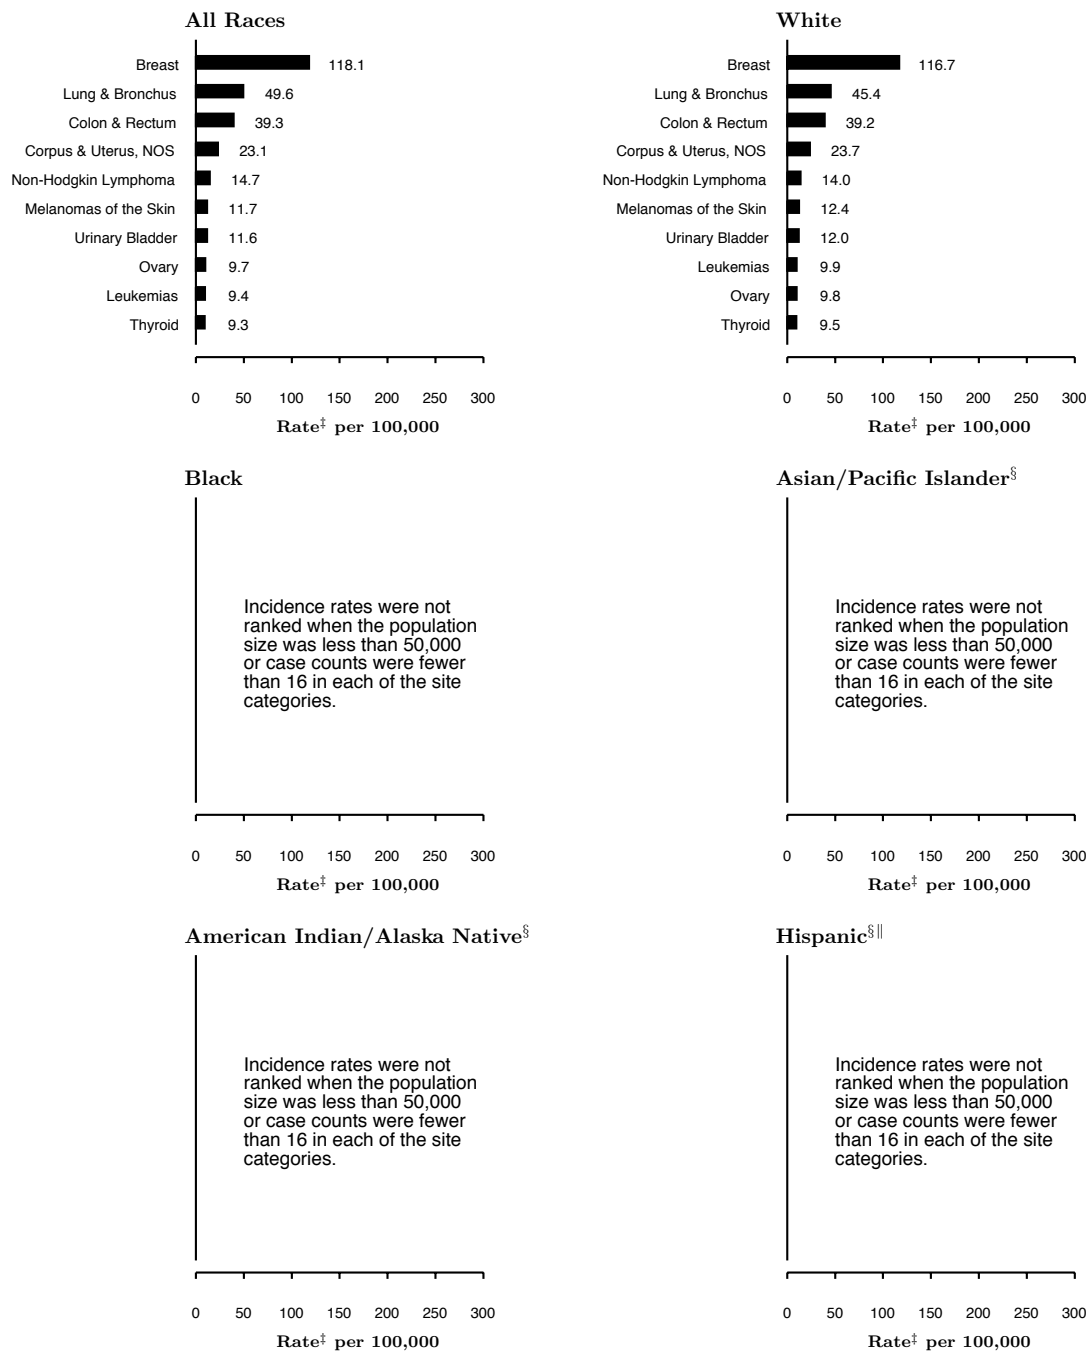 All Races
Breast 118.1
Lung & Bronchus 49.6
Colon & Rectum 39.3
Corpus & Uterus, NOS 23.1
Non-Hodgkin Lymphoma 14.7
Melanomas of the Skin 11.7
Urinary Bladder 11.6
Ovary 9.7
Leukemias 9.4
Thyroid 9.3
0 50 100 150 200 250 300
Rate‡ per 100,000
White
Breast 116.7
Lung & Bronchus 45.4
Colon & Rectum 39.2
Corpus & Uterus, NOS 23.7
Non-Hodgkin Lymphoma 14.0
Melanomas of the Skin 12.4
Urinary Bladder 12.0
Leukemias 9.9
Ovary 9.8
Thyroid 9.5
0 50 100 150 200 250 300
Rate‡ per 100,000
Black
Incidence rates were not
ranked when the population
size was less than 50,000
or case counts were fewer
than 16 in each of the site
categories.
0 50 100 150 200 250 300
Rate‡ per 100,000
Asian/Pacific Islander§
Incidence rates were not
ranked when the population
size was less than 50,000
or case counts were fewer
than 16 in each of the site
categories.
0 50 100 150 200 250 300
Rate‡ per 100,000
American Indian/Alaska Native§
Incidence rates were not
ranked when the population
size was less than 50,000
or case counts were fewer
than 16 in each of the site
categories.
0 50 100 150 200 250 300
Rate‡ per 100,000
Hispanic§‖
Incidence rates were not
ranked when the population
size was less than 50,000
or case counts were fewer
than 16 in each of the site
categories.
0 50 100 150 200 250 300
Rate‡ per 100,000